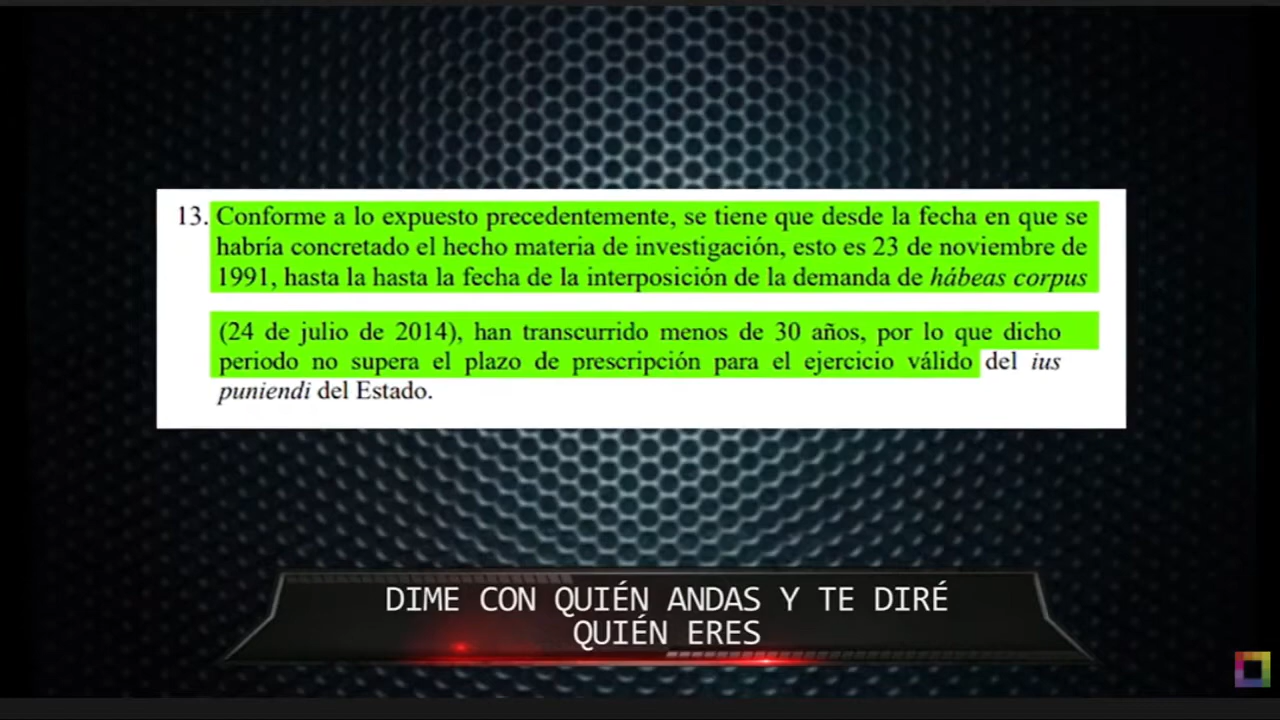 13. Conforme a lo expuesto precedentemente, se tiene que desde la fecha en que se
habría concretado el hecho materia de investigación, esto es 23 de noviembre de
1991, hasta la hasta la fecha de la interposición de la demanda de hábeas corpus
(24 de julio de 2014), han transcurrido menos de 30 años, por lo que dicho
periodo no supera el plazo de prescripción para el ejercicio válido del ius
puniendi del Estado.
DIME CON QUIÉN ANDAS Y TE DIRÉ
QUIÉN ERES